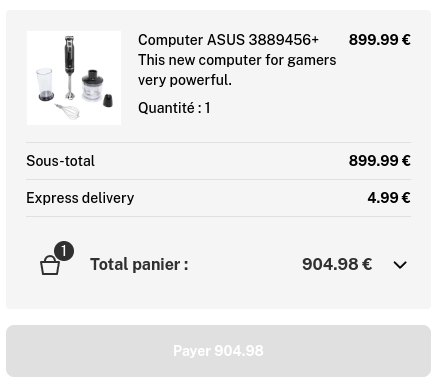 Computer ASUS 3889456+ 899.99 €
This new computer for gamers
very powerful.
Quantité : 1
Sous-total 899.99 €
Express delivery 4.99 €
1
Total panier : 904.98 €
Payer 904.98